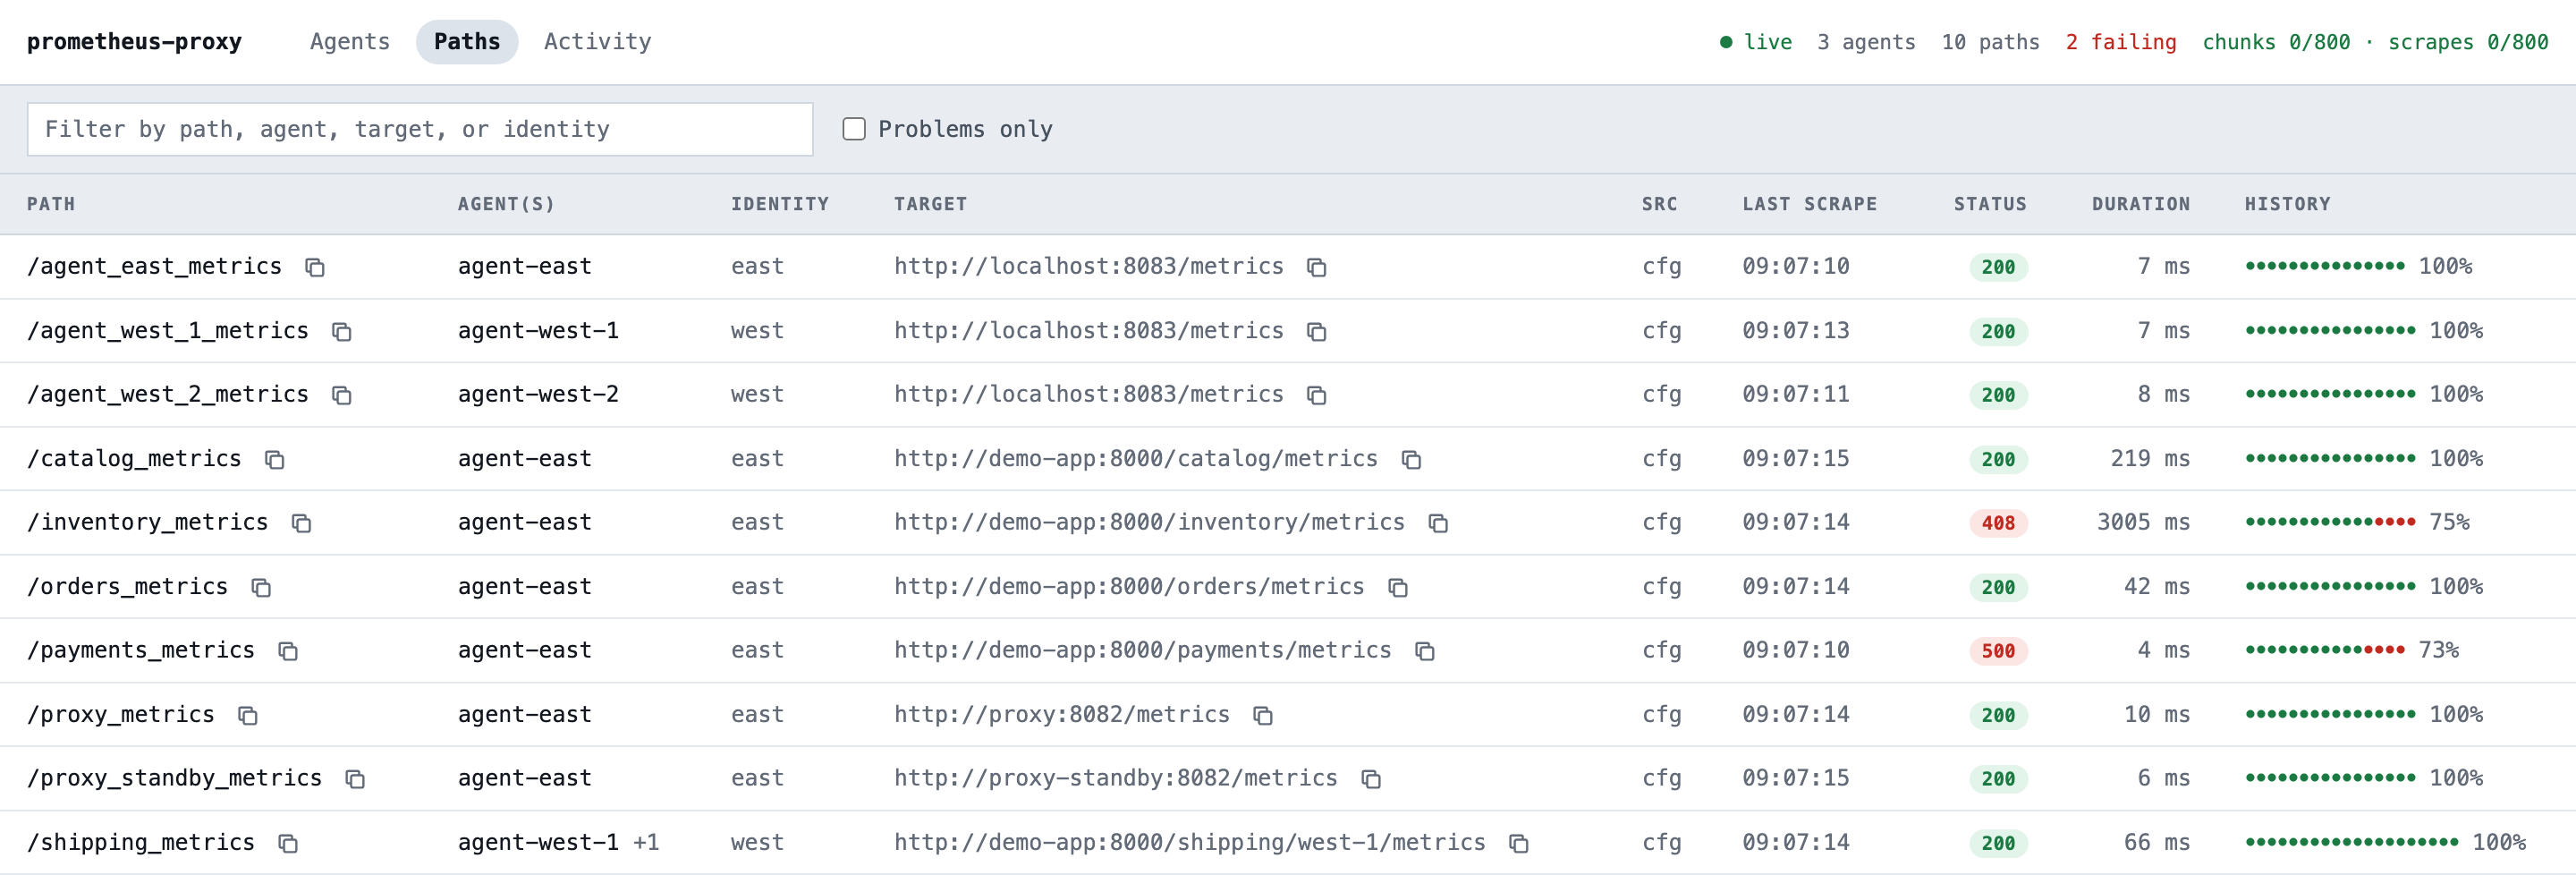 prometheus-proxy Agents Paths Activity live 3 agents 10 paths 2 failing chunks 0/800 · scrapes 0/800
Filter by path, agent, target, or identity Problems only
PATH AGENT(S) IDENTITY TARGET SRC LAST SCRAPE STATUS DURATION HISTORY
/agent_east_metrics agent-east east http://localhost:8083/metrics cfg 09:07:10 200 7 ms 100%
/agent_west_1_metrics agent-west-1 west http://localhost:8083/metrics cfg 09:07:13 200 7 ms 100%
/agent_west_2_metrics agent-west-2 west http://localhost:8083/metrics cfg 09:07:11 200 8 ms 100%
/catalog_metrics agent-east east http://demo-app:8000/catalog/metrics cfg 09:07:15 200 219 ms 100%
/inventory_metrics agent-east east http://demo-app:8000/inventory/metrics cfg 09:07:14 408 3005 ms 75%
/orders_metrics agent-east east http://demo-app:8000/orders/metrics cfg 09:07:14 200 42 ms 100%
/payments_metrics agent-east east http://demo-app:8000/payments/metrics cfg 09:07:10 500 4 ms 73%
/proxy_metrics agent-east east http://proxy:8082/metrics cfg 09:07:14 200 10 ms 100%
/proxy_standby_metrics agent-east east http://proxy-standby:8082/metrics cfg 09:07:15 200 6 ms 100%
/shipping_metrics agent-west-1 +1 west http://demo-app:8000/shipping/west-1/metrics cfg 09:07:14 200 66 ms 100%